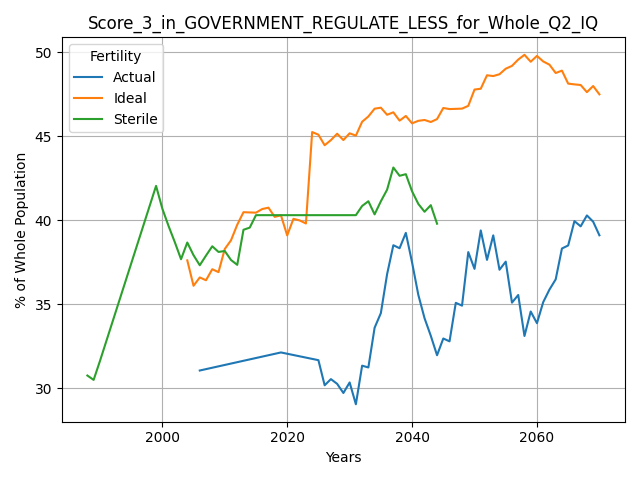 Score_3_in_GOVERNMENT_REGULATE_LESS_for_Whole_Q2_IQ
Fertility
Actual
Ideal
Sterile
% of Whole Population
50
45
40
35
30
2000
2020
2040
2060
Years